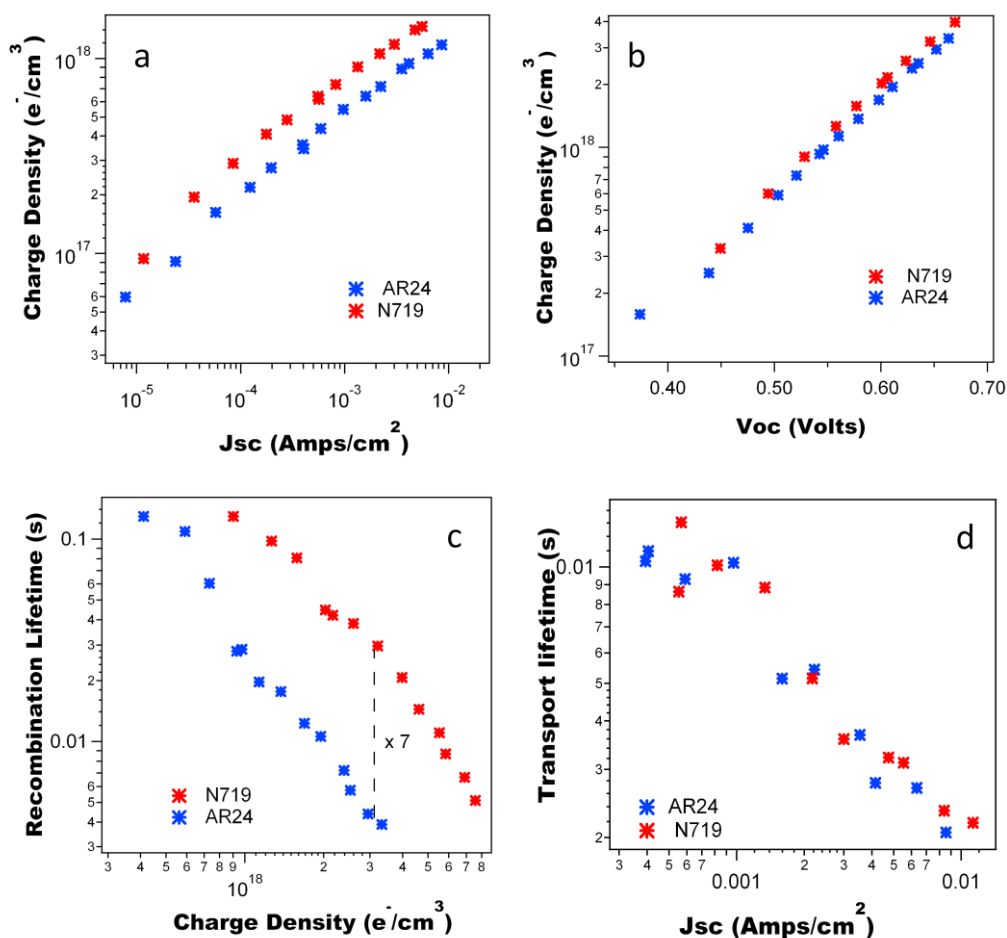 a
Charge Density (e⁻/cm³)
10¹⁸
8
6
4
3
2
10¹⁷
8
6
5
4
3
AR24
N719
10⁻⁵
10⁻⁴
10⁻³
10⁻²
Jsc (Amps/cm²)
b
Charge Density (e⁻/cm³)
4
3
2
10¹⁸
7
6
5
4
3
2
10¹⁷
N719
AR24
0.40
0.50
0.60
0.70
Voc (Volts)
c
Recombination Lifetime (s)
0.1
6
5
4
3
2
0.01
6
5
4
3
x 7
N719
AR24
3 4 5 6 7 8 9 10¹⁸ 2 3 4 5 6 7 8
Charge Density (e⁻/cm³)
d
Transport lifetime (s)
0.01
9
8
7
6
5
4
3
2
AR24
N719
3 4 5 6 7 8 0.001 2 3 4 5 6 7 8 0.01
Jsc (Amps/cm²)